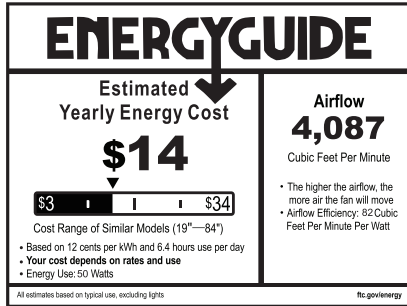 ENERGYGUIDE
Estimated
Yearly Energy Cost
$14
$3 $34
Cost Range of Similar Models (19"—84")
• Based on 12 cents per kWh and 6.4 hours use per day
• Your cost depends on rates and use
• Energy Use: 50 Watts
Airflow
4,087
Cubic Feet Per Minute
• The higher the airflow, the
more air the fan will move
• Airflow Efficiency: 82 Cubic
Feet Per Minute Per Watt
All estimates based on typical use, excluding lights
ftc.gov/energy